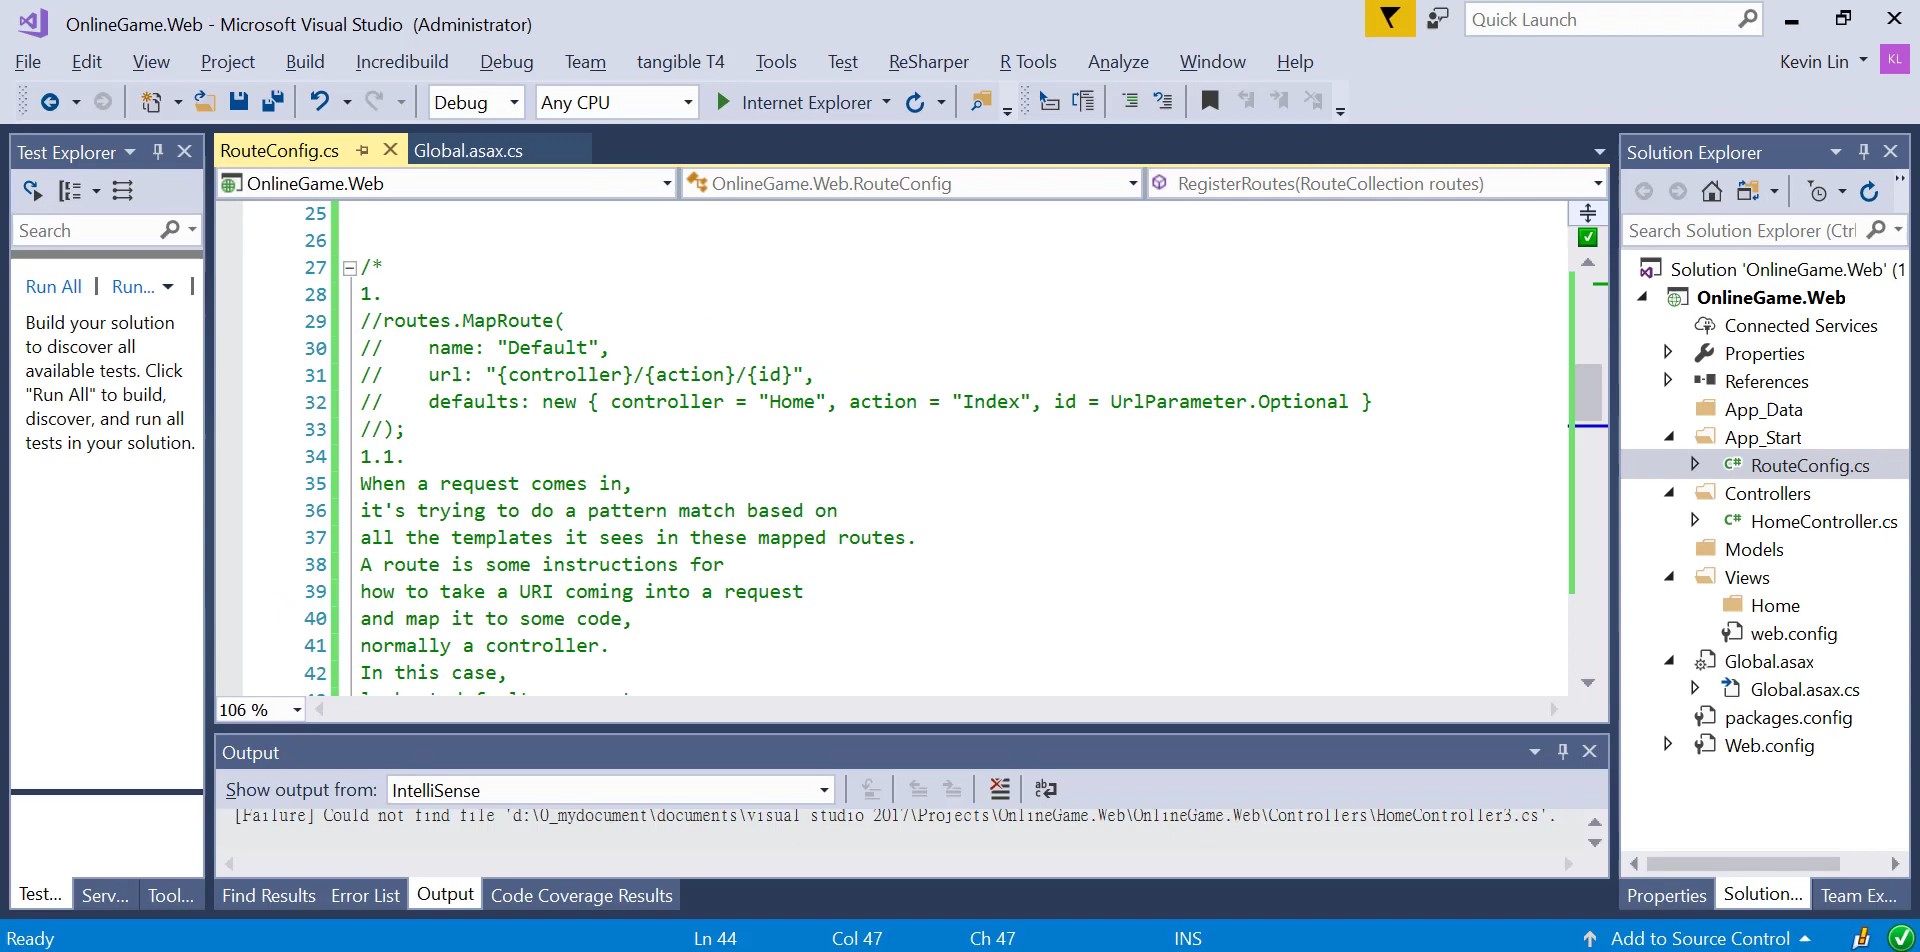 OnlineGame.Web - Microsoft Visual Studio (Administrator)
Quick Launch
File Edit View Project Build Incredibuild Debug Team tangible T4 Tools Test ReSharper R Tools Analyze Window Help
Kevin Lin KL
Debug Any CPU Internet Explorer
Test Explorer
Search
Run All | Run... |
Build your solution
to discover all
available tests. Click
"Run All" to build,
discover, and run all
tests in your solution.
Test... Serv... Tool...
RouteConfig.cs Global.asax.cs
OnlineGame.Web OnlineGame.Web.RouteConfig RegisterRoutes(RouteCollection routes)
25
26
27 /*
28 1.
29 //routes.MapRoute(
30 // name: "Default",
31 // url: "{controller}/{action}/{id}",
32 // defaults: new { controller = "Home", action = "Index", id = UrlParameter.Optional }
33 //);
34 1.1.
35 When a request comes in,
36 it's trying to do a pattern match based on
37 all the templates it sees in these mapped routes.
38 A route is some instructions for
39 how to take a URI coming into a request
40 and map it to some code,
41 normally a controller.
42 In this case,
106 %
Output
Show output from: IntelliSense
[Failure] Could not find file 'd:\0_mydocument\documents\visual studio 2017\Projects\OnlineGame.Web\OnlineGame.Web\Controllers\HomeController3.cs'.
Find Results Error List Output Code Coverage Results
Solution Explorer
Search Solution Explorer (Ctrl
Solution 'OnlineGame.Web' (1
OnlineGame.Web
Connected Services
Properties
References
App_Data
App_Start
C# RouteConfig.cs
Controllers
C# HomeController.cs
Models
Views
Home
web.config
Global.asax
Global.asax.cs
packages.config
Web.config
Properties Solution... Team Ex...
Ready Ln 44 Col 47 Ch 47 INS Add to Source Control